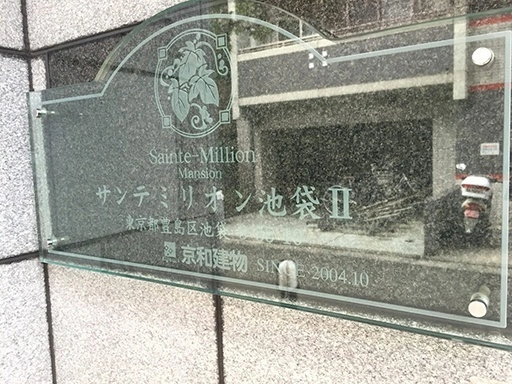 Sainte-Million
Mansion
サンテミリオン池袋II
東京都豊島区池袋
京和建物 SINCE 2004.10